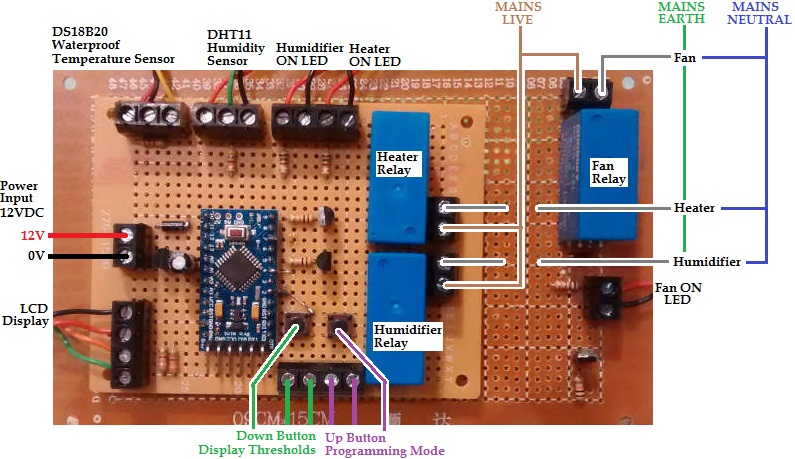 MAINS
LIVE
MAINS
EARTH
MAINS
NEUTRAL
DS18B20
Waterproof
Temperature Sensor
DHT11
Humidity
Sensor
Humidifier
ON LED
Heater
ON LED
Fan
Heater
Relay
Fan
Relay
Power
Input
12VDC
12V
0V
Heater
Humidifier
Fan ON
LED
LCD
Display
Humidifier
Relay
Down Button
Display Thresholds
Up Button
Programming Mode